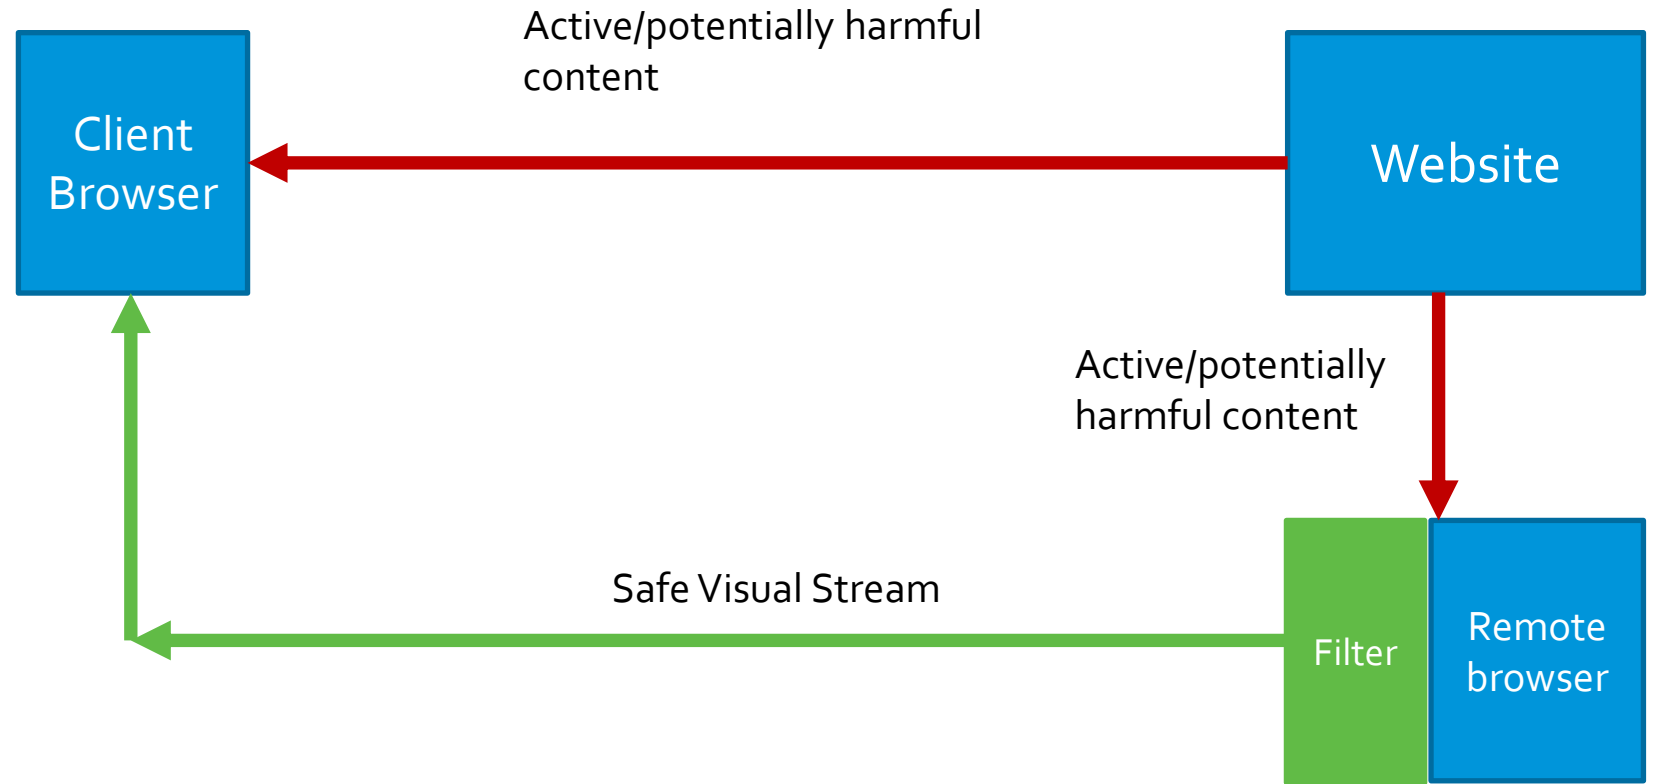 Active/potentially harmful
content
Client
Browser
Website
Active/potentially
harmful content
Safe Visual Stream
Filter
Remote
browser